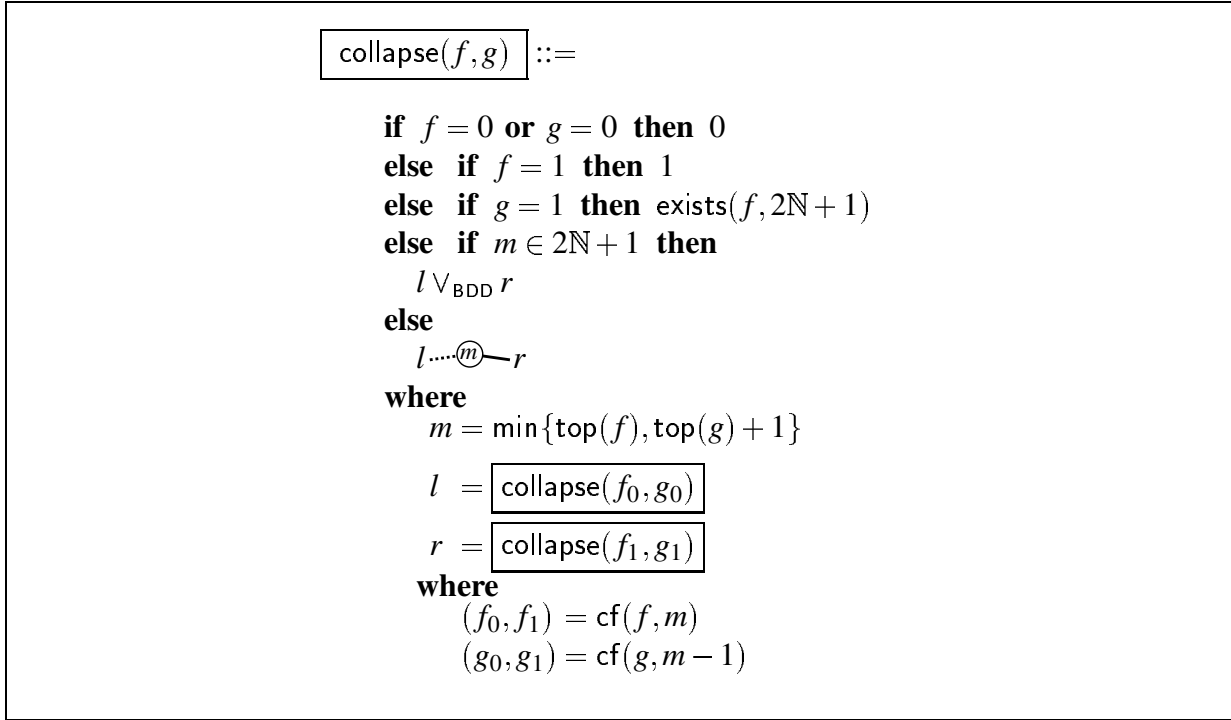 collapse(f,g) ::=
if f = 0 or g = 0 then 0
else if f = 1 then 1
else if g = 1 then exists(f, 2ℕ + 1)
else if m ∈ 2ℕ + 1 then
l ∨BDD r
else
l m r
where
m = min{top(f), top(g) + 1}
l = collapse(f₀, g₀)
r = collapse(f₁, g₁)
where
(f₀, f₁) = cf(f, m)
(g₀, g₁) = cf(g, m − 1)